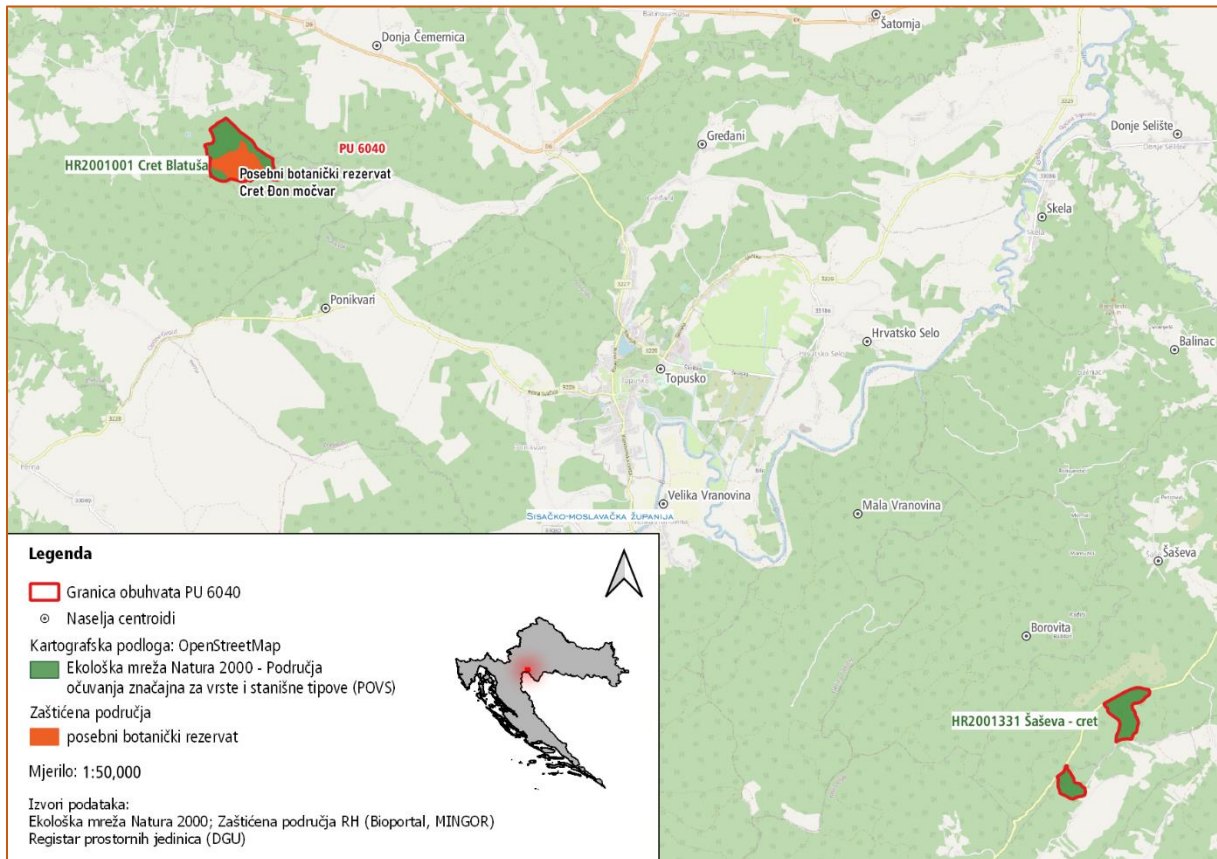 Donja Čemernica
Šatornja
Gređani
Donje Selište
HR2001001 Cret Blatuša
PU 6040
Posebni botanički rezervat
Cret Đon močvar
Skela
Ponikvari
Hrvatsko Selo
Balinac
Topusko
Velika Vranovina
Mala Vranovina
SISAČKO-MOSLAVAČKA ŽUPANIJA
Šaševa
Borovita
HR2001331 Šaševa - cret
Legenda
Granica obuhvata PU 6040
Naselja centroidi
Kartografska podloga: OpenStreetMap
Ekološka mreža Natura 2000 - Područja
očuvanja značajna za vrste i stanišne tipove (POVS)
Zaštićena područja
posebni botanički rezervat
Mjerilo: 1:50,000
Izvori podataka:
Ekološka mreža Natura 2000; Zaštićena područja RH (Bioportal, MINGOR)
Registar prostornih jedinica (DGU)